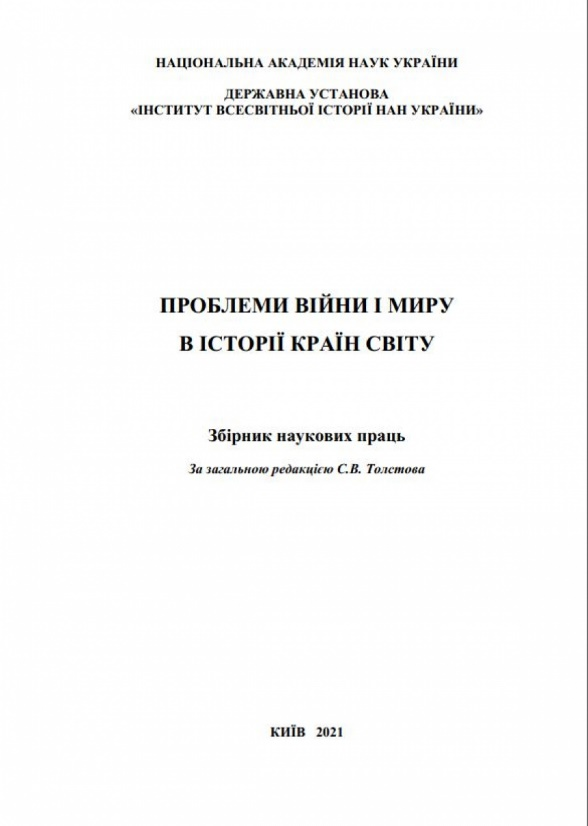 НАЦІОНАЛЬНА АКАДЕМІЯ НАУК УКРАЇНИ
ДЕРЖАВНА УСТАНОВА
«ІНСТИТУТ ВСЕСВІТНЬОЇ ІСТОРІЇ НАН УКРАЇНИ»
ПРОБЛЕМИ ВІЙНИ І МИРУ
В ІСТОРІЇ КРАЇН СВІТУ
Збірник наукових праць
За загальною редакцією С.В. Толстова
КИЇВ 2021